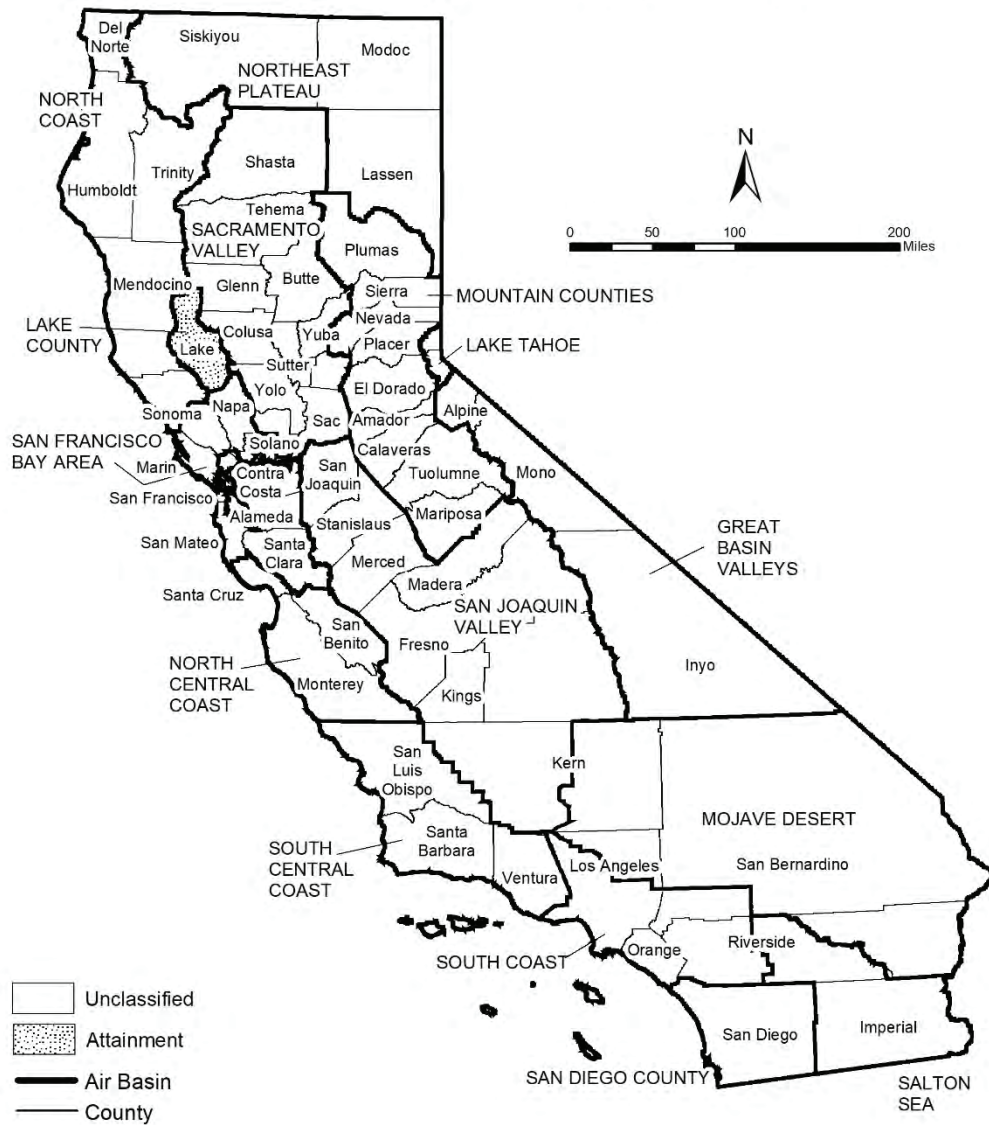 Del
Norte
Siskiyou
Modoc
NORTHEAST
PLATEAU
NORTH
COAST
N
Humboldt
Trinity
Shasta
Lassen
Tehema
SACRAMENTO
VALLEY
Plumas
0 50 100 200
Miles
Mendocino
Glenn
Butte
Sierra
MOUNTAIN COUNTIES
LAKE
COUNTY
Lake
Colusa
Yuba
Nevada
Placer
LAKE TAHOE
Sutter
Yolo
El Dorado
Sonoma
Napa
Sac
Amador
Alpine
SAN FRANCISCO
BAY AREA
Solano
Calaveras
Marin
Contra
Costa
San
Joaquin
Tuolumne
Mono
San Francisco
Alameda
Stanislaus
Mariposa
GREAT
BASIN
VALLEYS
San Mateo
Santa
Clara
Merced
Madera
Santa Cruz
SAN JOAQUIN
VALLEY
San
Benito
Fresno
Inyo
NORTH
CENTRAL
COAST
Monterey
Kings
San
Luis
Obispo
Kern
MOJAVE DESERT
SOUTH
CENTRAL
COAST
Santa
Barbara
Ventura
Los Angeles
San Bernardino
SOUTH COAST
Orange
Riverside
Unclassified
Attainment
Air Basin
County
San Diego
Imperial
SAN DIEGO COUNTY
SALTON
SEA